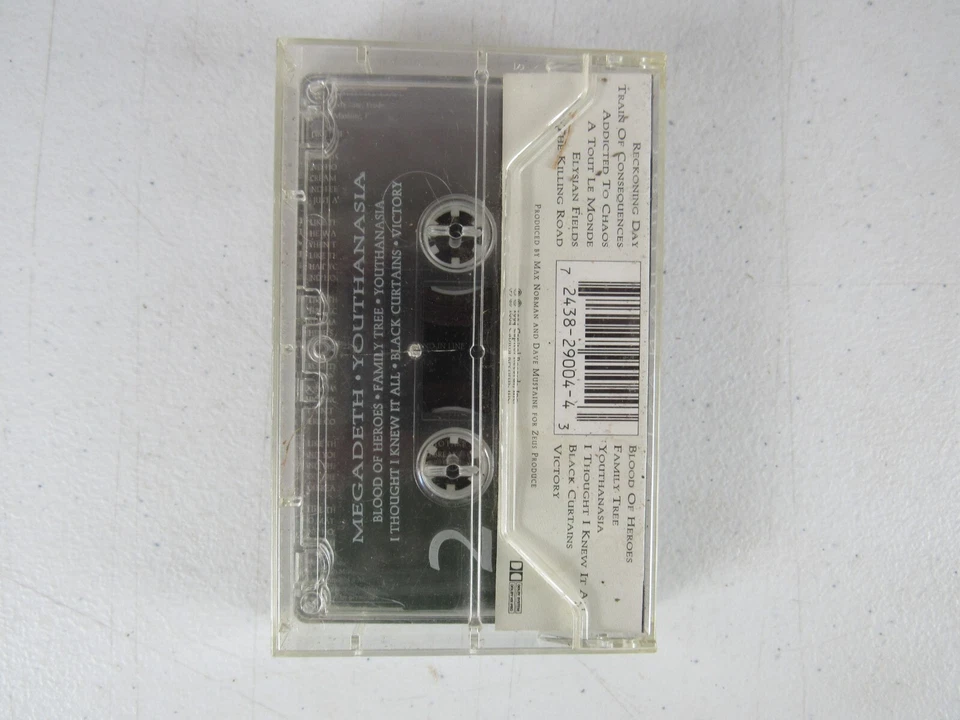 RECKONING DAY
TRAIN OF CONSEQUENCES
ADDICTED TO CHAOS
A TOUT LE MONDE
ELYSIAN FIELDS
THE KILLING ROAD
7 2438-29004-4 3
BLOOD OF HEROES
FAMILY TREE
YOUTHANASIA
I THOUGHT I KNEW IT A
BLACK CURTAINS
VICTORY
PRODUCED BY MAX NORMAN AND DAVE MUSTAINE FOR ZEUS PRODUCE
MEGADETH • YOUTHANASIA
BLOOD OF HEROES • FAMILY TREE • YOUTHANASIA
I THOUGHT I KNEW IT ALL • BLACK CURTAINS • VICTORY
2